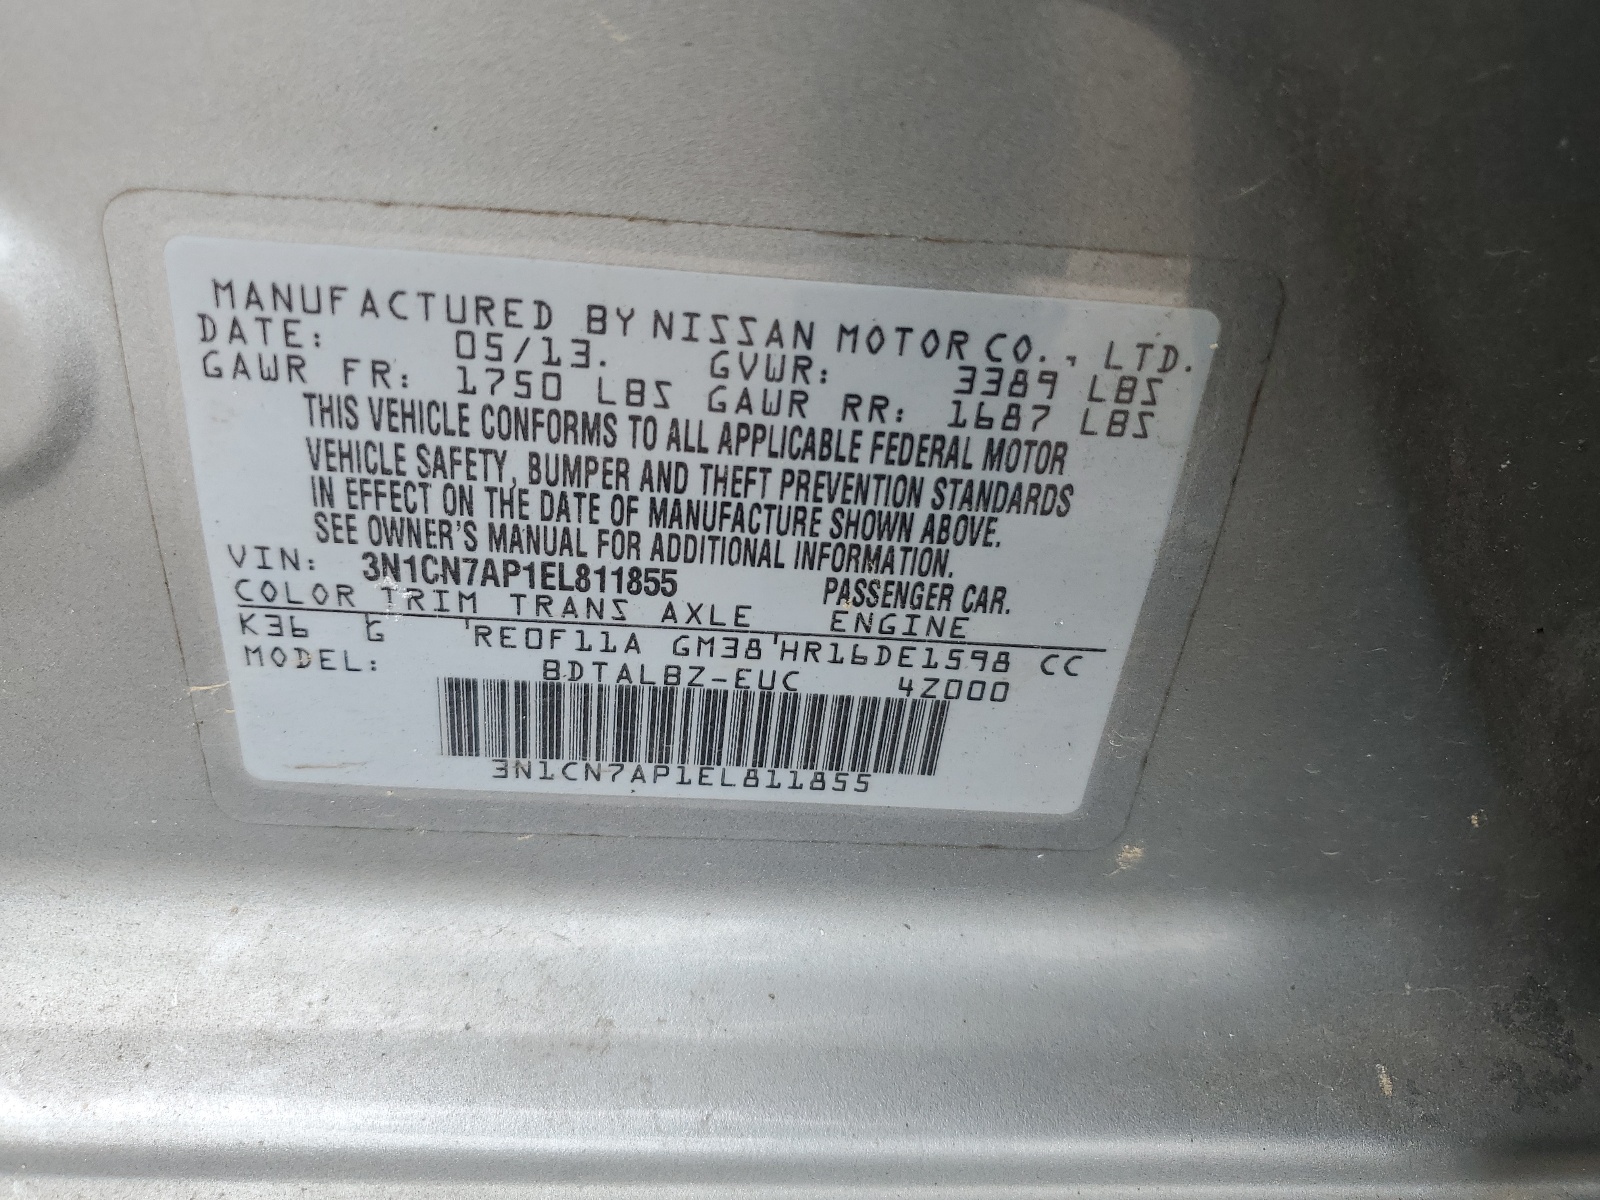 MANUFACTURED BY NISSAN MOTOR CO., LTD.
DATE: 05/13. GVWR: 3389 LBS
GAWR FR: 1750 LBS GAWR RR: 1687 LBS
THIS VEHICLE CONFORMS TO ALL APPLICABLE FEDERAL MOTOR
VEHICLE SAFETY, BUMPER AND THEFT PREVENTION STANDARDS
IN EFFECT ON THE DATE OF MANUFACTURE SHOWN ABOVE.
SEE OWNER'S MANUAL FOR ADDITIONAL INFORMATION.
VIN: 3N1CN7AP1EL811855 PASSENGER CAR.
COLOR TRIM TRANS AXLE ENGINE
K36 G 'RE0F11A GM38'HR16DE1598 CC
MODEL: BDTALBZ-EUC 4Z000
3N1CN7AP1EL811855